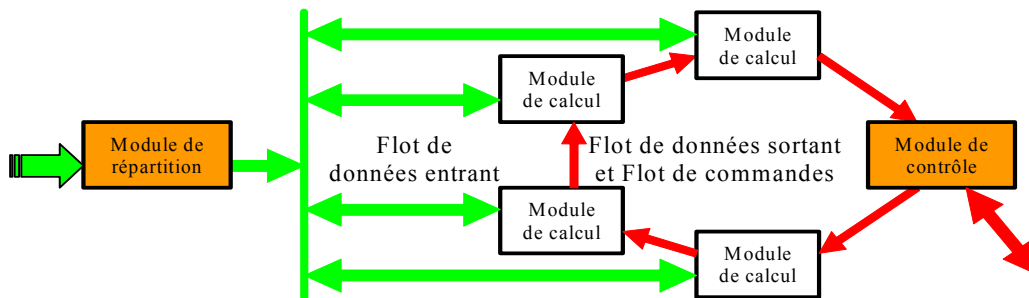 Module
de calcul
Module
de calcul
Module de
répartition
Flot de
données entrant
Flot de données sortant
et Flot de commandes
Module de
contrôle
Module
de calcul
Module
de calcul